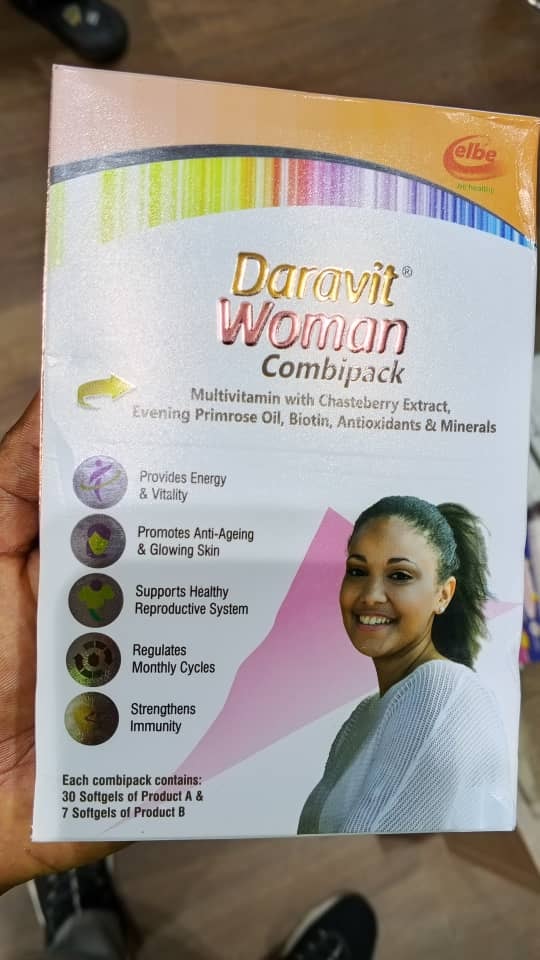 elbe
be healthy
Daravit®
Woman
Combipack
Multivitamin with Chasteberry Extract,
Evening Primrose Oil, Biotin, Antioxidants & Minerals
Provides Energy
& Vitality
Promotes Anti-Ageing
& Glowing Skin
Supports Healthy
Reproductive System
Regulates
Monthly Cycles
Strengthens
Immunity
Each combipack contains:
30 Softgels of Product A &
7 Softgels of Product B